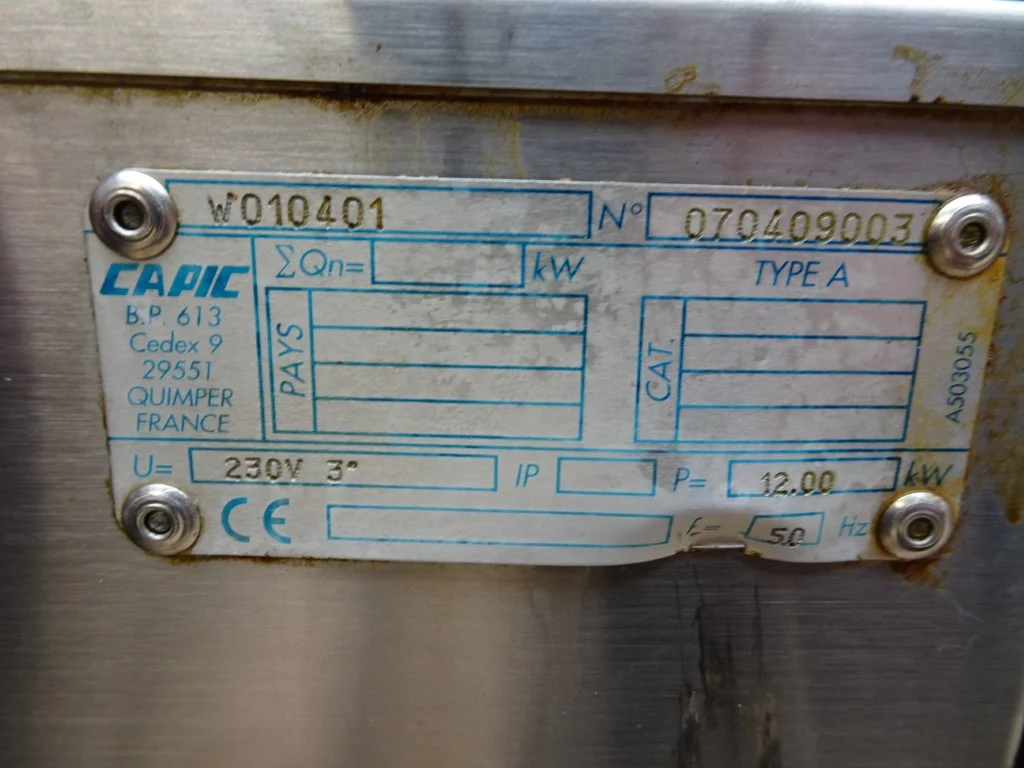 W010401 N° 070409003
CAPIC
B.P. 613
Cedex 9
29551
QUIMPER
FRANCE
ΣQn= kW
TYPE A
PAYS
CAT.
A503055
U= 230V 3~ IP P= 12.00 kW
CE f= 50 Hz